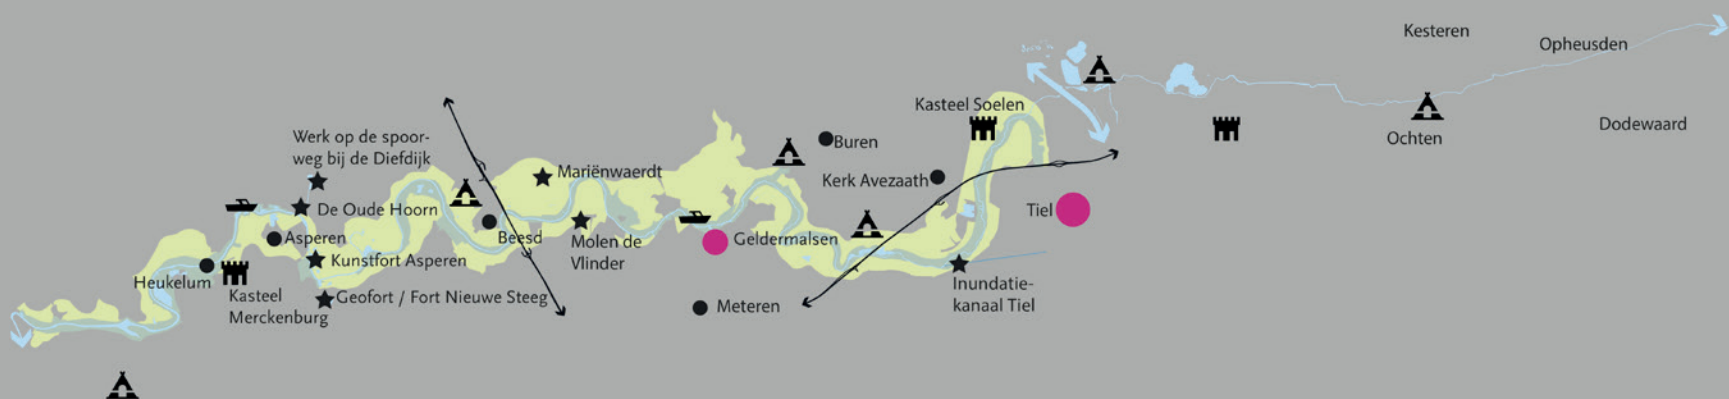 Kesteren
Opheusden
Kasteel Soelen
Dodewaard
Werk op de spoor-
weg bij de Diefdijk
Ochten
Buren
Mariënwaerdt
Kerk Avezaath
De Oude Hoorn
Tiel
Asperen
Beesd
Molen de
Vlinder
Geldermalsen
Kunstfort Asperen
Heukelum
Kasteel
Merckenburg
Geofort / Fort Nieuwe Steeg
Inundatie-
kanaal Tiel
Meteren